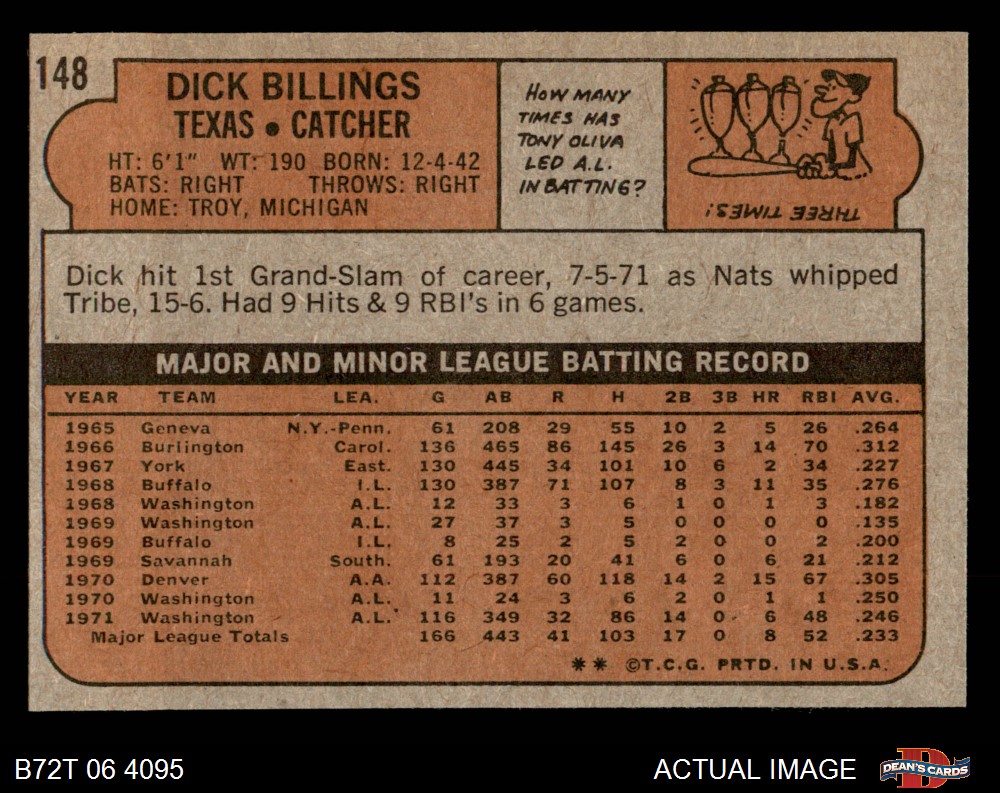 148
DICK BILLINGS
TEXAS • CATCHER
HT: 6'1" WT: 190 BORN: 12-4-42
BATS: RIGHT THROWS: RIGHT
HOME: TROY, MICHIGAN
HOW MANY
TIMES HAS
TONY OLIVA
LED A.L.
IN BATTING?
THREE TIMES!
Dick hit 1st Grand-Slam of career, 7-5-71 as Nats whipped
Tribe, 15-6. Had 9 Hits & 9 RBI's in 6 games.
MAJOR AND MINOR LEAGUE BATTING RECORD
YEAR TEAM LEA. G AB R H 2B 3B HR RBI AVG.
1965 Geneva N.Y.-Penn. 61 208 29 55 10 2 5 26 .264
1966 Burlington Carol. 136 465 86 145 26 3 14 70 .312
1967 York East. 130 445 34 101 10 6 2 34 .227
1968 Buffalo I.L. 130 387 71 107 8 3 11 35 .276
1968 Washington A.L. 12 33 3 6 1 0 1 3 .182
1969 Washington A.L. 27 37 3 5 0 0 0 0 .135
1969 Buffalo I.L. 8 25 2 5 2 0 0 2 .200
1969 Savannah South. 61 193 20 41 6 0 6 21 .212
1970 Denver A.A. 112 387 60 118 14 2 15 67 .305
1970 Washington A.L. 11 24 3 6 2 0 1 1 .250
1971 Washington A.L. 116 349 32 86 14 0 6 48 .246
Major League Totals 166 443 41 103 17 0 8 52 .233
** ©T.C.G. PRTD. IN U.S.A.
B72T 06 4095
ACTUAL IMAGE
DEAN'S CARDS